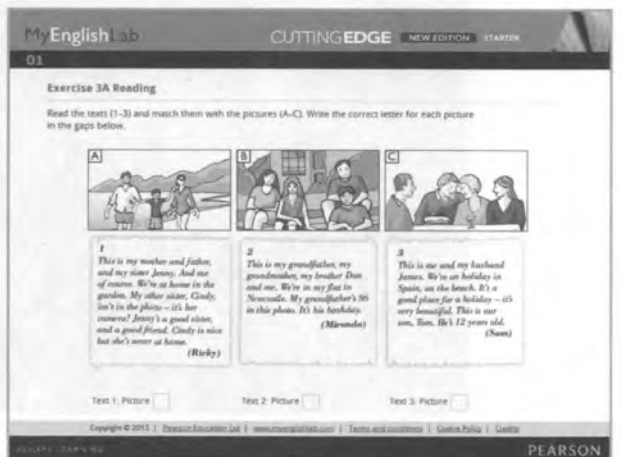 MyEnglishLab
CUTTINGEDGE NEW EDITION STARTER
01
Exercise 3A Reading
Read the texts (1–3) and match them with the pictures (A–C). Write the correct letter for each picture
in the gaps below.
A
B
C
1
This is my mother and father,
and my sister Jenny. And me
of course. We're at home in the
garden. My other sister, Cindy,
isn't in the photo – it's her
camera! Jenny's a good sister,
and a good friend. Cindy is nice
but she's never at home.
(Ricky)
2
This is my grandfather, my
grandmother, my brother Dan
and me. We're in my flat in
Newcastle. My grandfather's 86
in this photo. It's his birthday.
(Miranda)
3
This is me and my husband
James. We're on holiday in
Spain, on the beach. It's a
good place for a holiday – it's
very beautiful. This is our
son, Tom. He's 12 years old.
(Sam)
Text 1: Picture
Text 2: Picture
Text 3: Picture
Copyright © 2013 | Pearson Education Ltd | www.myenglishlab.com | Terms and conditions | Cookie Policy | Credits
ALWAYS LEARNING
PEARSON